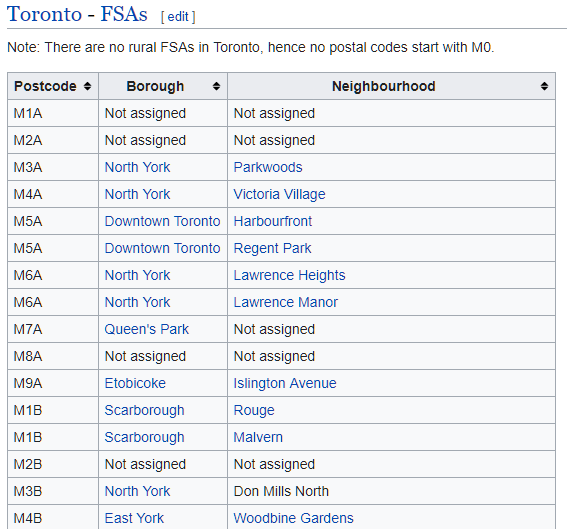 Toronto - FSAs [ edit ]
Note: There are no rural FSAs in Toronto, hence no postal codes start with M0.
Postcode Borough Neighbourhood
M1A Not assigned Not assigned
M2A Not assigned Not assigned
M3A North York Parkwoods
M4A North York Victoria Village
M5A Downtown Toronto Harbourfront
M5A Downtown Toronto Regent Park
M6A North York Lawrence Heights
M6A North York Lawrence Manor
M7A Queen's Park Not assigned
M8A Not assigned Not assigned
M9A Etobicoke Islington Avenue
M1B Scarborough Rouge
M1B Scarborough Malvern
M2B Not assigned Not assigned
M3B North York Don Mills North
M4B East York Woodbine Gardens